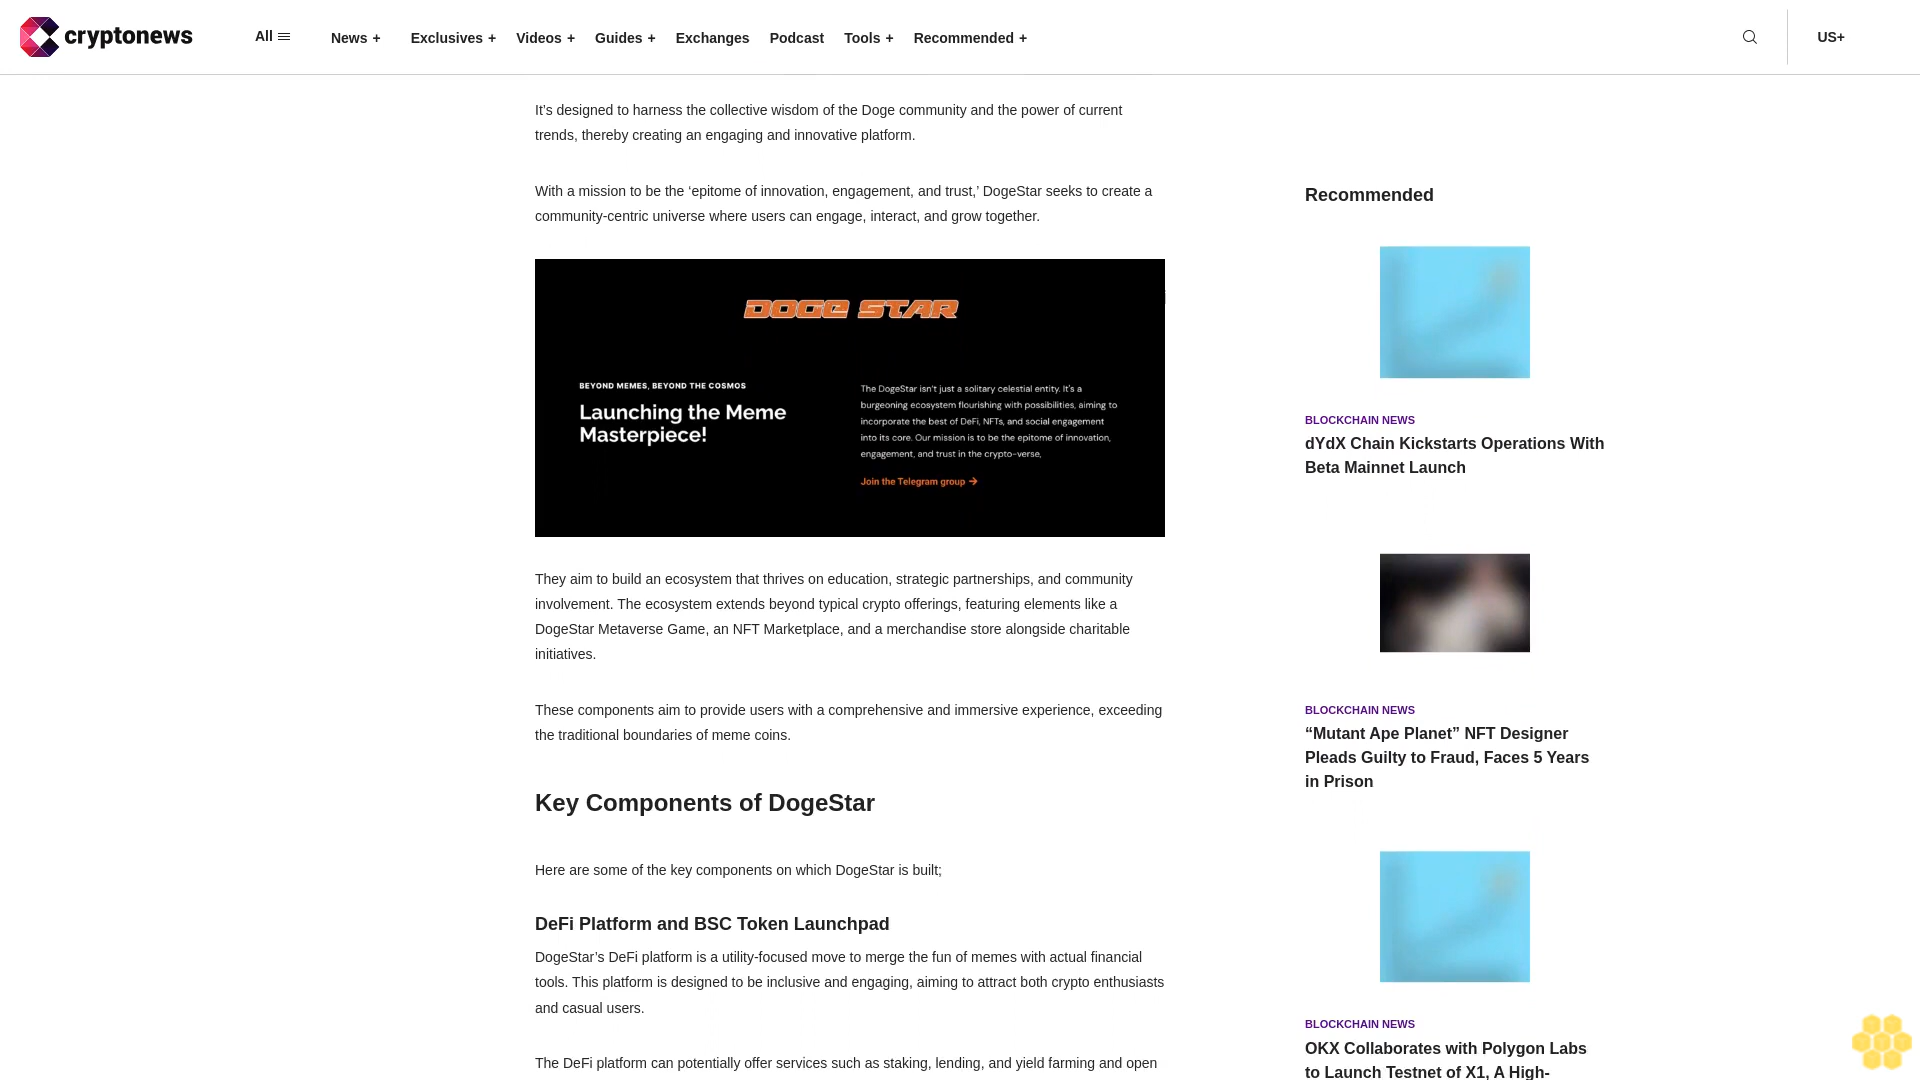 cryptonews
All
News +
Exclusives +
Videos +
Guides +
Exchanges
Podcast
Tools +
Recommended +
US+
It’s designed to harness the collective wisdom of the Doge community and the power of current
trends, thereby creating an engaging and innovative platform.
With a mission to be the ‘epitome of innovation, engagement, and trust,’ DogeStar seeks to create a
community-centric universe where users can engage, interact, and grow together.
DOGE STAR
BEYOND MEMES, BEYOND THE COSMOS
Launching the Meme
Masterpiece!
The DogeStar isn't just a solitary celestial entity. It's a
burgeoning ecosystem flourishing with possibilities, aiming to
incorporate the best of DeFi, NFTs, and social engagement
into its core. Our mission is to be the epitome of innovation,
engagement, and trust in the crypto-verse,
Join the Telegram group →
They aim to build an ecosystem that thrives on education, strategic partnerships, and community
involvement. The ecosystem extends beyond typical crypto offerings, featuring elements like a
DogeStar Metaverse Game, an NFT Marketplace, and a merchandise store alongside charitable
initiatives.
These components aim to provide users with a comprehensive and immersive experience, exceeding
the traditional boundaries of meme coins.
Key Components of DogeStar
Here are some of the key components on which DogeStar is built;
DeFi Platform and BSC Token Launchpad
DogeStar’s DeFi platform is a utility-focused move to merge the fun of memes with actual financial
tools. This platform is designed to be inclusive and engaging, aiming to attract both crypto enthusiasts
and casual users.
The DeFi platform can potentially offer services such as staking, lending, and yield farming and open
Recommended
BLOCKCHAIN NEWS
dYdX Chain Kickstarts Operations With
Beta Mainnet Launch
BLOCKCHAIN NEWS
“Mutant Ape Planet” NFT Designer
Pleads Guilty to Fraud, Faces 5 Years
in Prison
BLOCKCHAIN NEWS
OKX Collaborates with Polygon Labs
to Launch Testnet of X1, A High-